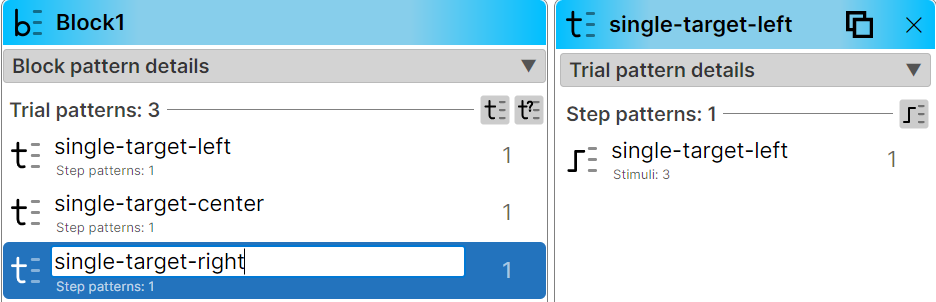 Block1
Block pattern details
Trial patterns: 3
single-target-left
Step patterns: 1
1
single-target-center
Step patterns: 1
1
single-target-right
Step patterns: 1
1
single-target-left
Trial pattern details
Step patterns: 1
single-target-left
Stimuli: 3
1